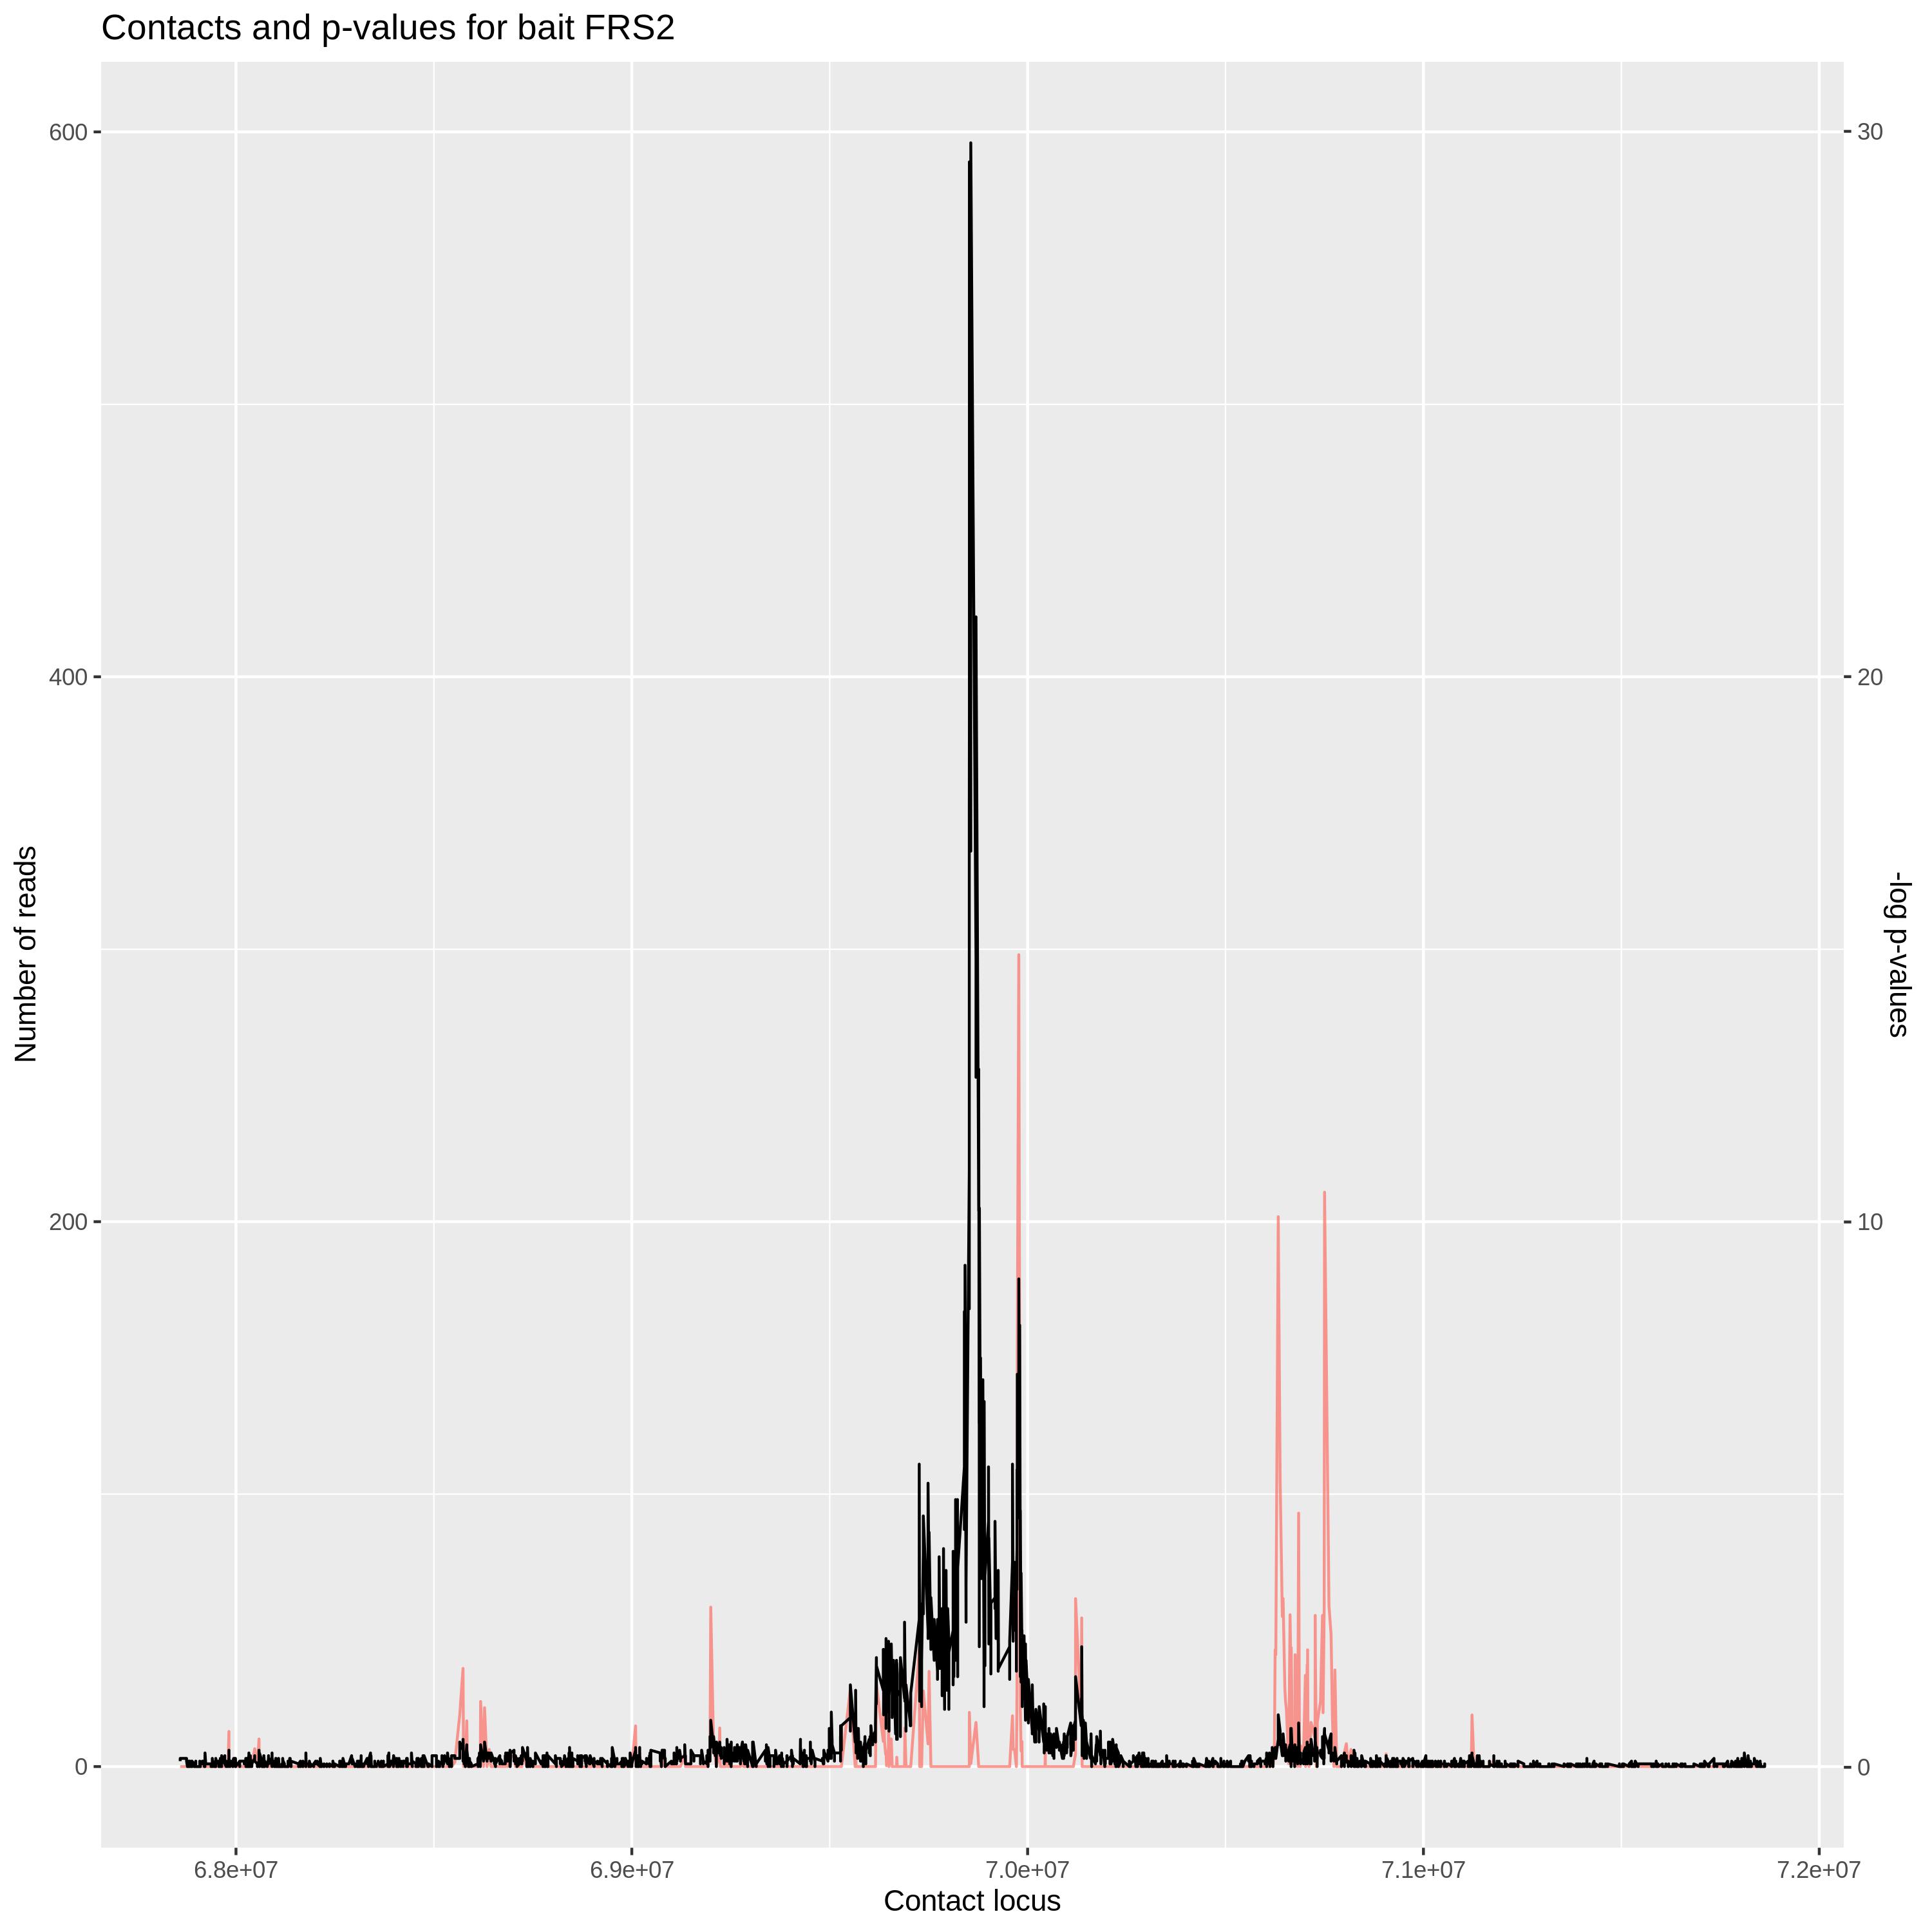 Contacts and p-values for bait FRS2
600
400
200
0
Number of reads
30
20
10
0
-log p-values
6.8e+07
6.9e+07
7.0e+07
7.1e+07
7.2e+07
Contact locus